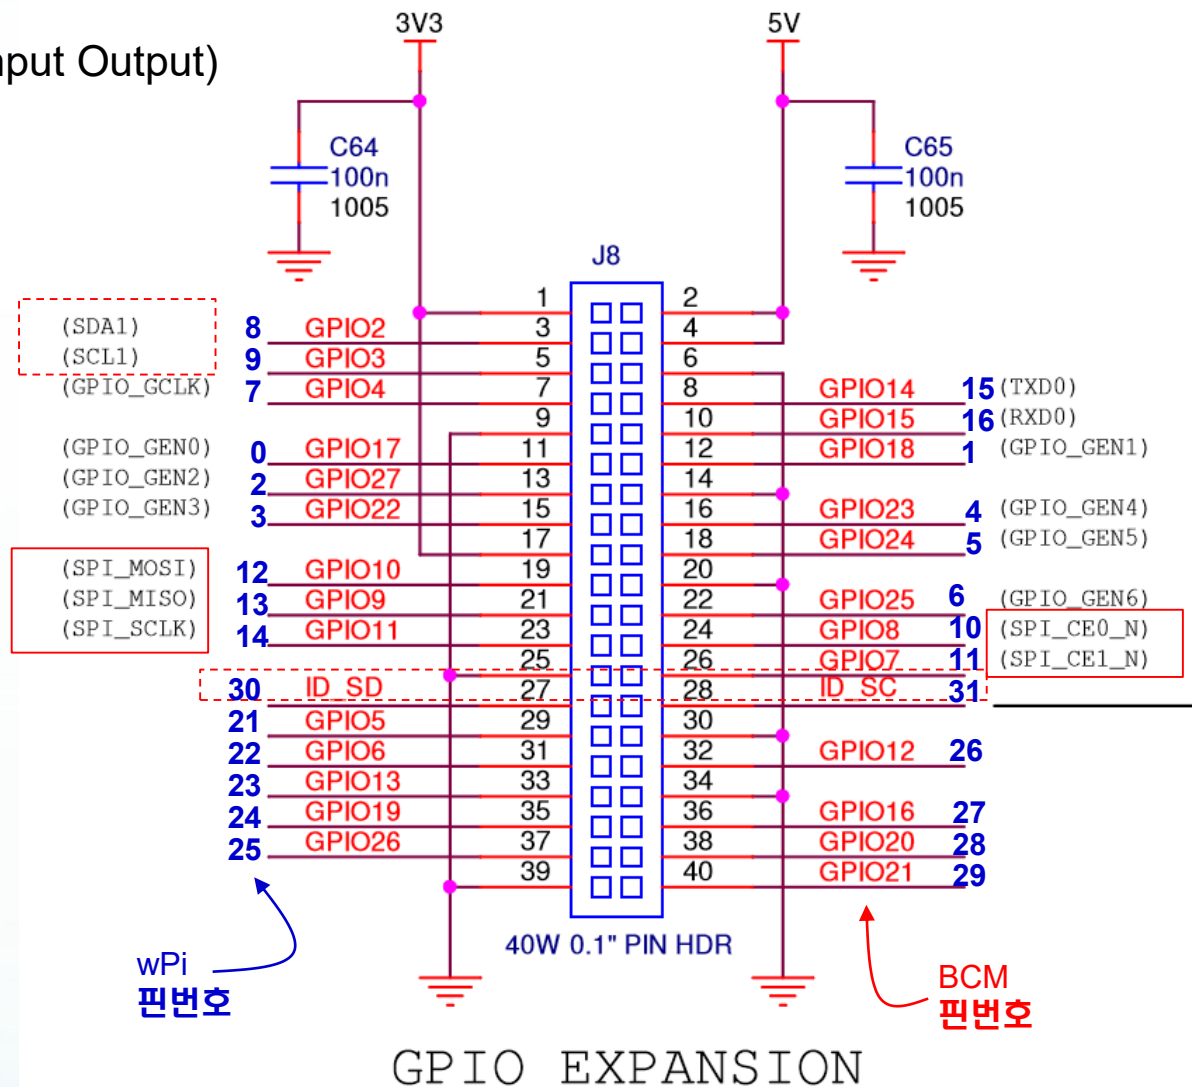 3V3 5V
nput Output)
C64 C65
100n 100n
1005 1005
J8
1 2
(SDA1) 8 GPIO2 3 4
(SCL1) 9 GPIO3 5 6
(GPIO_GCLK) 7 GPIO4 7 8 GPIO14 15 (TXD0)
9 10 GPIO15 16 (RXD0)
(GPIO_GEN0) 0 GPIO17 11 12 GPIO18 1 (GPIO_GEN1)
(GPIO_GEN2) 2 GPIO27 13 14
(GPIO_GEN3) 3 GPIO22 15 16 GPIO23 4 (GPIO_GEN4)
17 18 GPIO24 5 (GPIO_GEN5)
(SPI_MOSI) 12 GPIO10 19 20
(SPI_MISO) 13 GPIO9 21 22 GPIO25 6 (GPIO_GEN6)
(SPI_SCLK) 14 GPIO11 23 24 GPIO8 10 (SPI_CE0_N)
25 26 GPIO7 11 (SPI_CE1_N)
30 ID_SD 27 28 ID_SC 31
21 GPIO5 29 30
22 GPIO6 31 32 GPIO12 26
23 GPIO13 33 34
24 GPIO19 35 36 GPIO16 27
25 GPIO26 37 38 GPIO20 28
39 40 GPIO21 29
40W 0.1" PIN HDR
wPi
핀번호
BCM
핀번호
GPIO EXPANSION